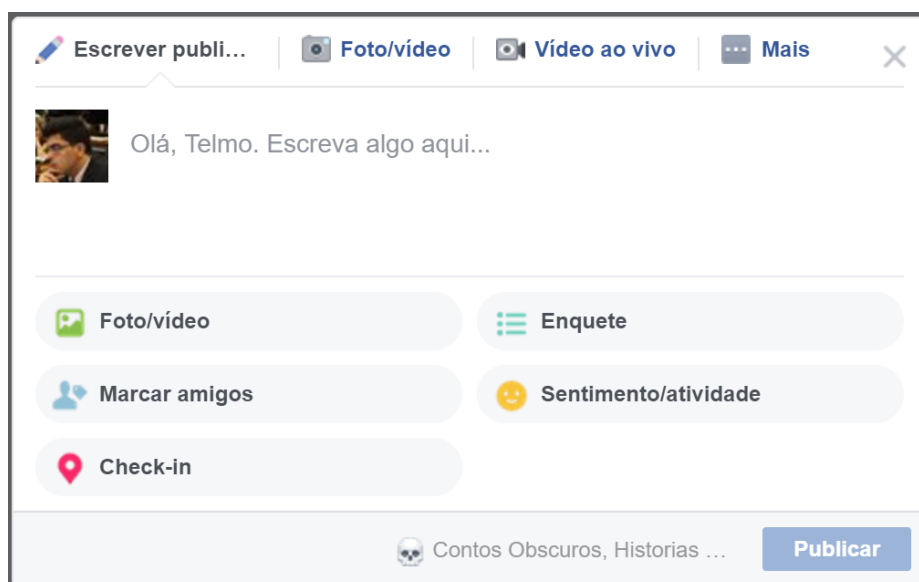 Escrever publi...
Foto/vídeo
Vídeo ao vivo
Mais
Olá, Telmo. Escreva algo aqui...
Foto/vídeo
Enquete
Marcar amigos
Sentimento/atividade
Check-in
Contos Obscuros, Historias ...
Publicar